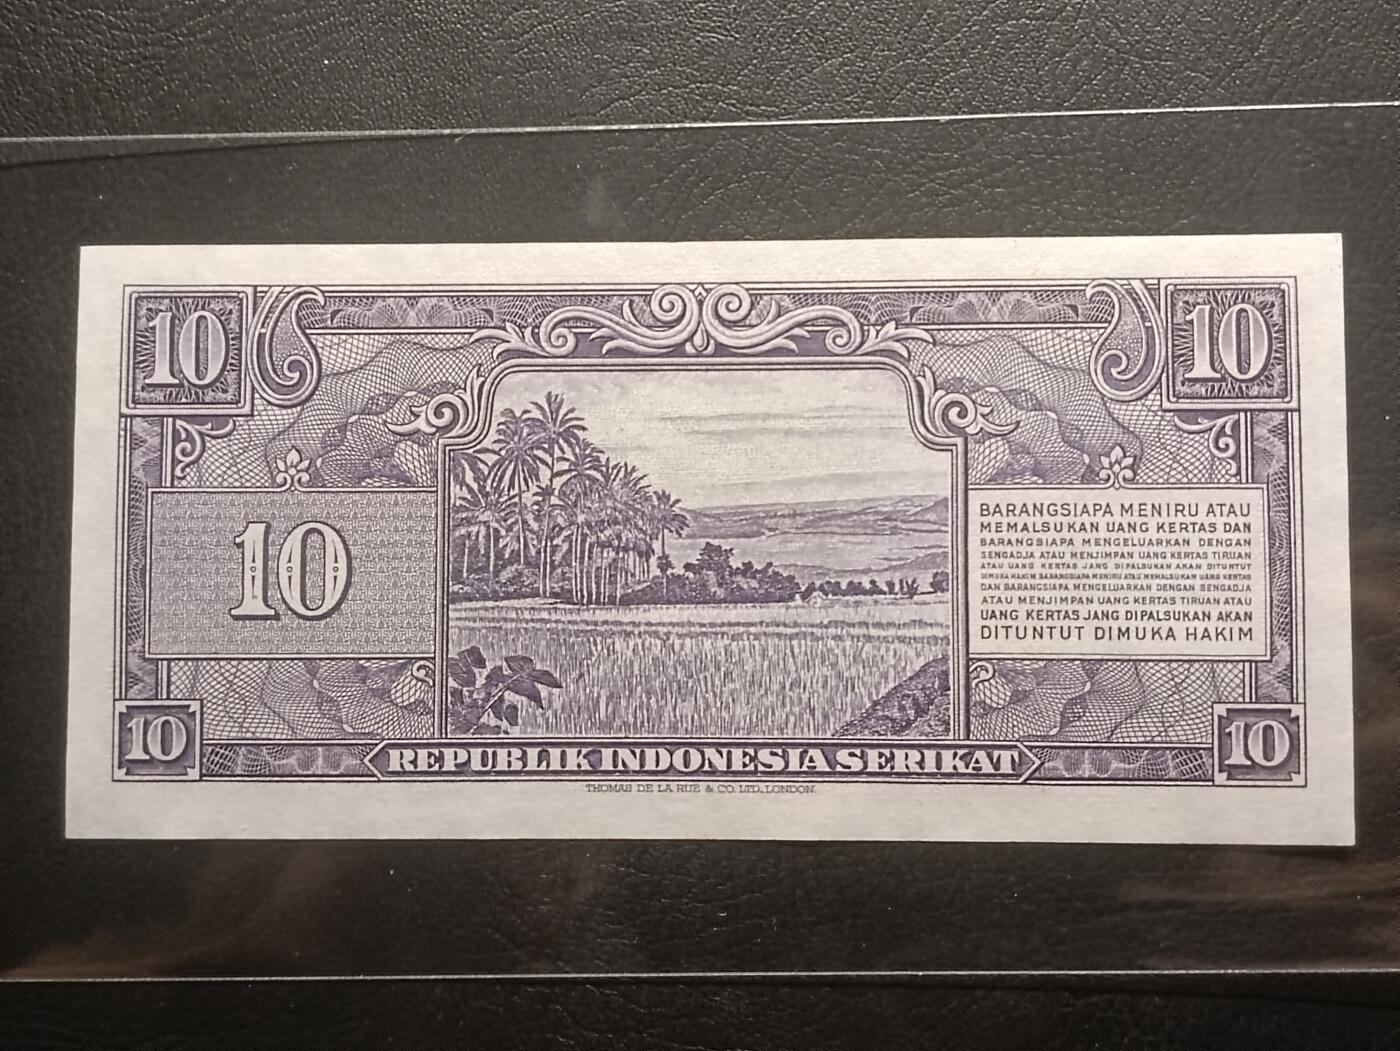 10
10
10
BARANGSIAPA MENIRU ATAU
MEMALSUKAN UANG KERTAS DAN
BARANGSIAPA MENGELUARKAN DENGAN
SENGADJA ATAU MENJIMPAN UANG KERTAS TIRUAN
ATAU UANG KERTAS JANG DIPALSUKAN AKAN DITUNTUT
DIMUKA HAKIM BARANGSIAPA MENIRU ATAU MEMALSUKAN UANG KERTAS
DAN BARANGSIAPA MENGELUARKAN DENGAN SENGADJA
ATAU MENJIMPAN UANG KERTAS TIRUAN ATAU
UANG KERTAS JANG DIPALSUKAN AKAN
DITUNTUT DIMUKA HAKIM
10
10
REPUBLIK INDONESIA SERIKAT
THOMAS DE LA RUE & CO. LTD., LONDON.